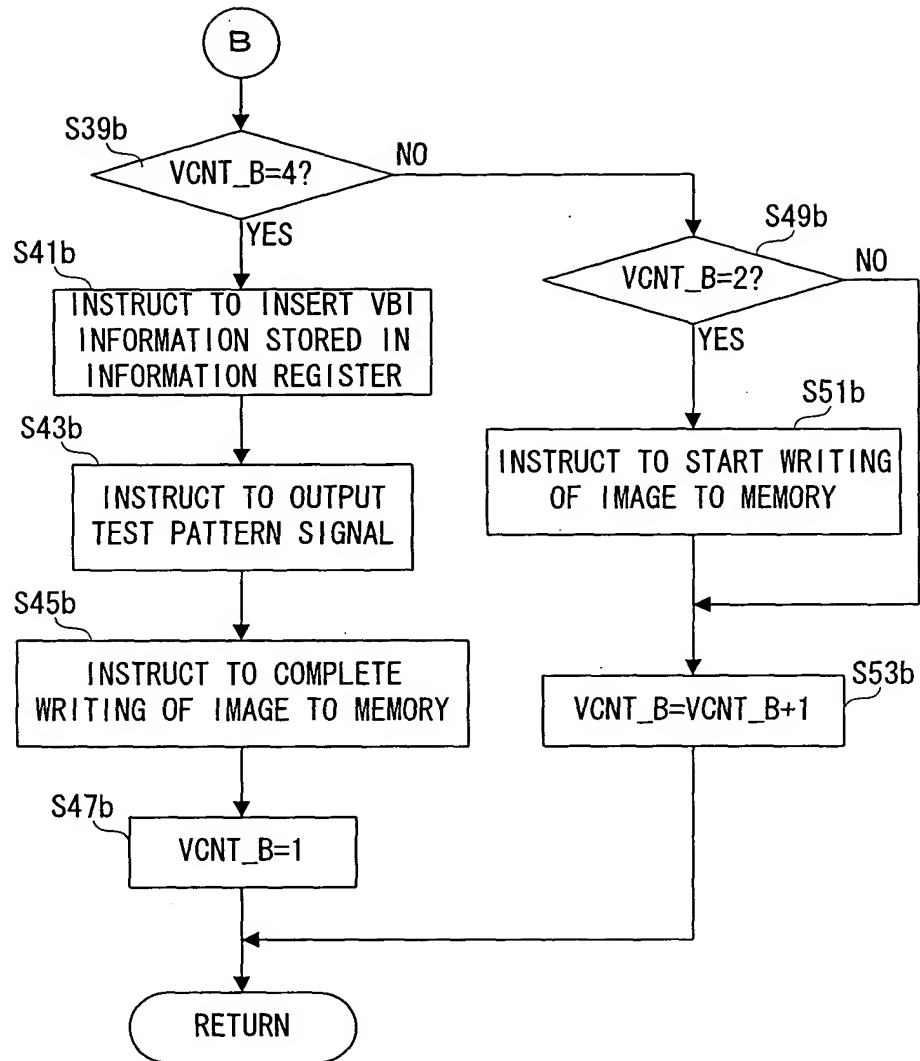 B
S39b
VCNT_B=4?
NO
YES
S49b
VCNT_B=2?
NO
YES
S41b
INSTRUCT TO INSERT VBI
INFORMATION STORED IN
INFORMATION REGISTER
S51b
INSTRUCT TO START WRITING
OF IMAGE TO MEMORY
S43b
INSTRUCT TO OUTPUT
TEST PATTERN SIGNAL
S45b
INSTRUCT TO COMPLETE
WRITING OF IMAGE TO MEMORY
S53b
VCNT_B=VCNT_B+1
S47b
VCNT_B=1
RETURN